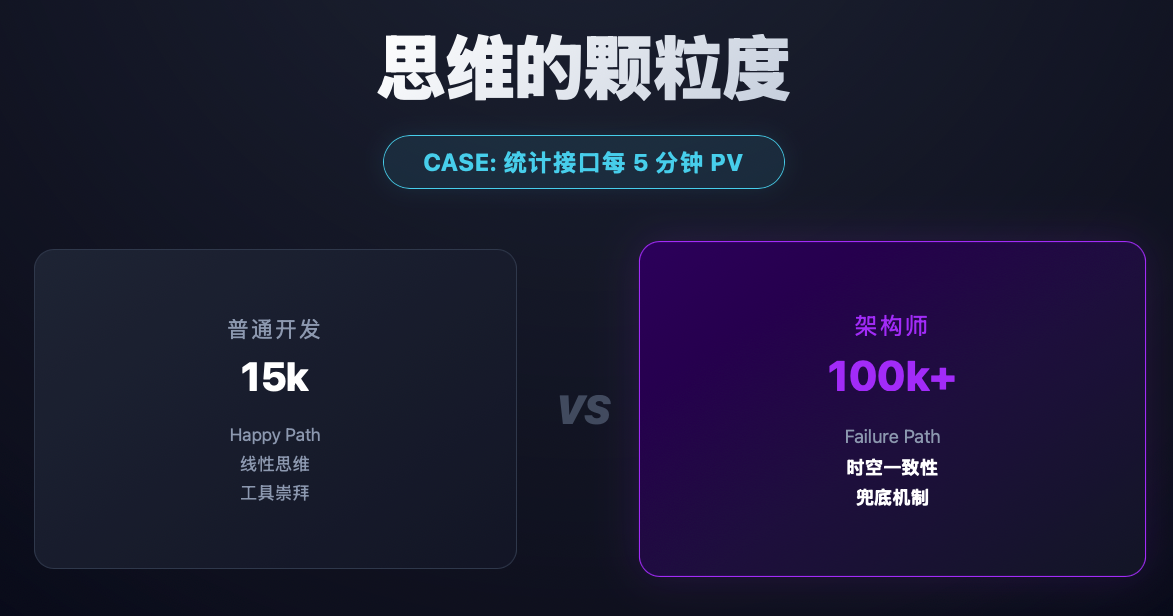 思维的颗粒度
CASE: 统计接口每 5 分钟 PV
普通开发
15k
Happy Path
线性思维
工具崇拜
VS
架构师
100k+
Failure Path
时空一致性
兜底机制